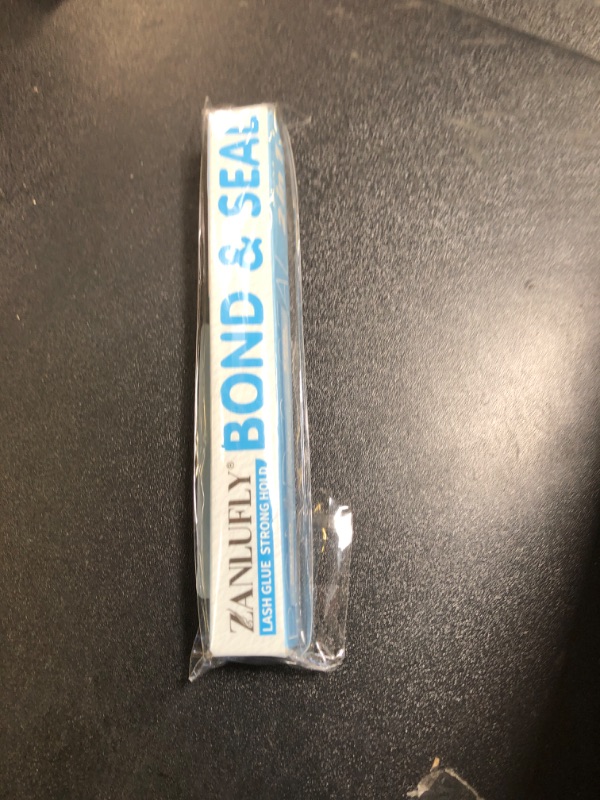 ZANLUFLY®
LASH GLUE STRONG HOLD
BOND & SEAL